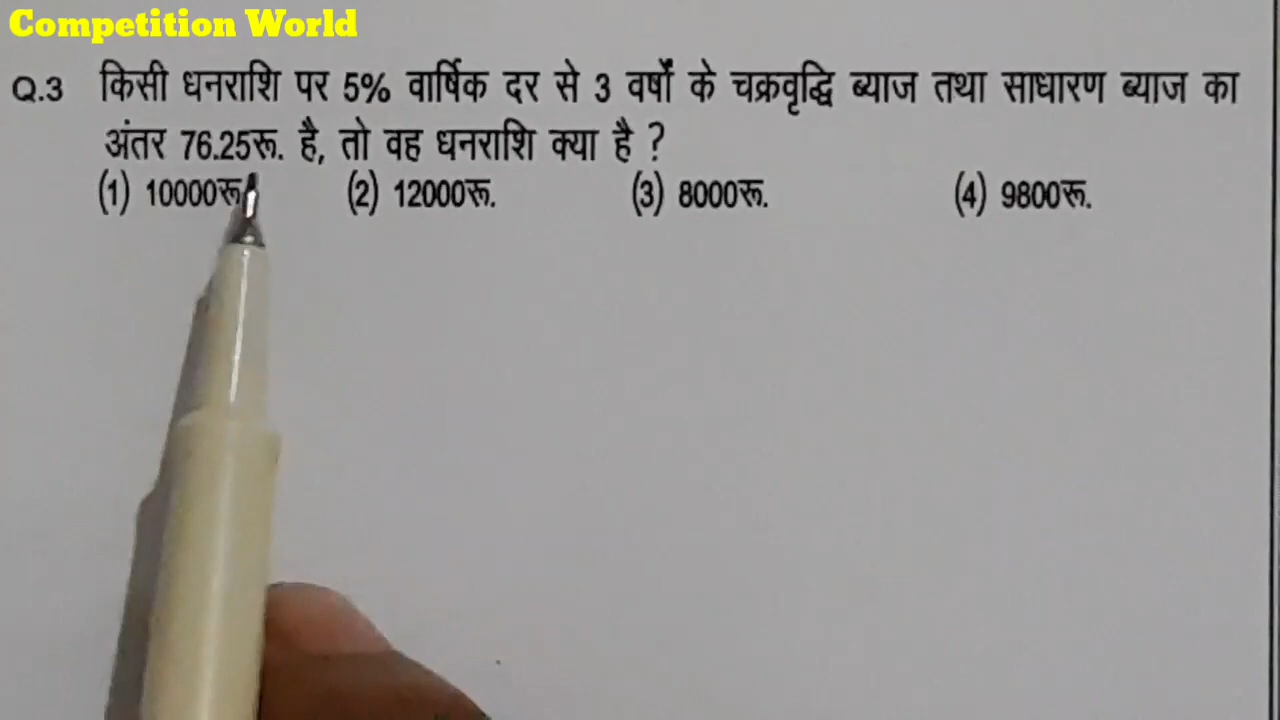 Competition World
Q.3 किसी धनराशि पर 5% वार्षिक दर से 3 वर्षों के चक्रवृद्धि ब्याज तथा साधारण ब्याज का
अंतर 76.25रू. है, तो वह धनराशि क्या है ?
(1) 10000रू (2) 12000रू. (3) 8000रू. (4) 9800रू.